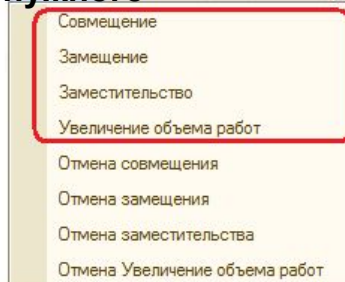 Совмещение
Замещение
Заместительство
Увеличение объема работ
Отмена совмещения
Отмена замещения
Отмена заместительства
Отмена Увеличение объема работ